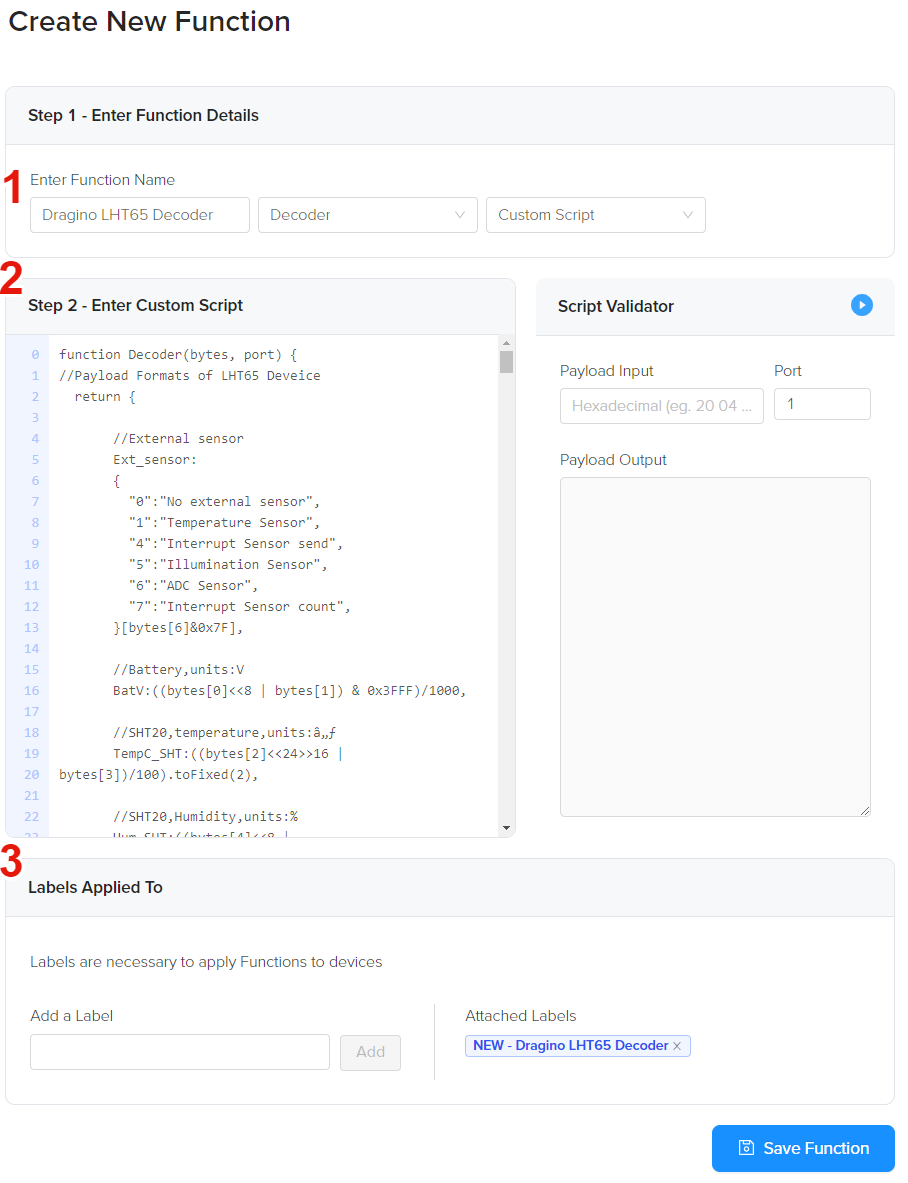 Create New Function
Step 1 - Enter Function Details
1
Enter Function Name
Dragino LHT65 Decoder
Decoder
Custom Script
2
Step 2 - Enter Custom Script
0 function Decoder(bytes, port) {
1 //Payload Formats of LHT65 Deveice
2   return {
3
4        //External sensor
5        Ext_sensor:
6        {
7          "0":"No external sensor",
8          "1":"Temperature Sensor",
9          "4":"Interrupt Sensor send",
10          "5":"Illumination Sensor",
11          "6":"ADC Sensor",
12          "7":"Interrupt Sensor count",
13        }[bytes[6]&0x7F],
14
15        //Battery,units:V
16        BatV:((bytes[0]<<8 | bytes[1]) & 0x3FFF)/1000,
17
18        //SHT20,temperature,units:â„ƒ
19        TempC_SHT:((bytes[2]<<24>>16 |
20 bytes[3])/100).toFixed(2),
21
22        //SHT20,Humidity,units:%
23        Hum_SHT:((bytes[4]<<8 |
Script Validator
Payload Input
Port
Hexadecimal (eg. 20 04 ...
1
Payload Output
3
Labels Applied To
Labels are necessary to apply Functions to devices
Add a Label
Add
Attached Labels
NEW - Dragino LHT65 Decoder ×
Save Function